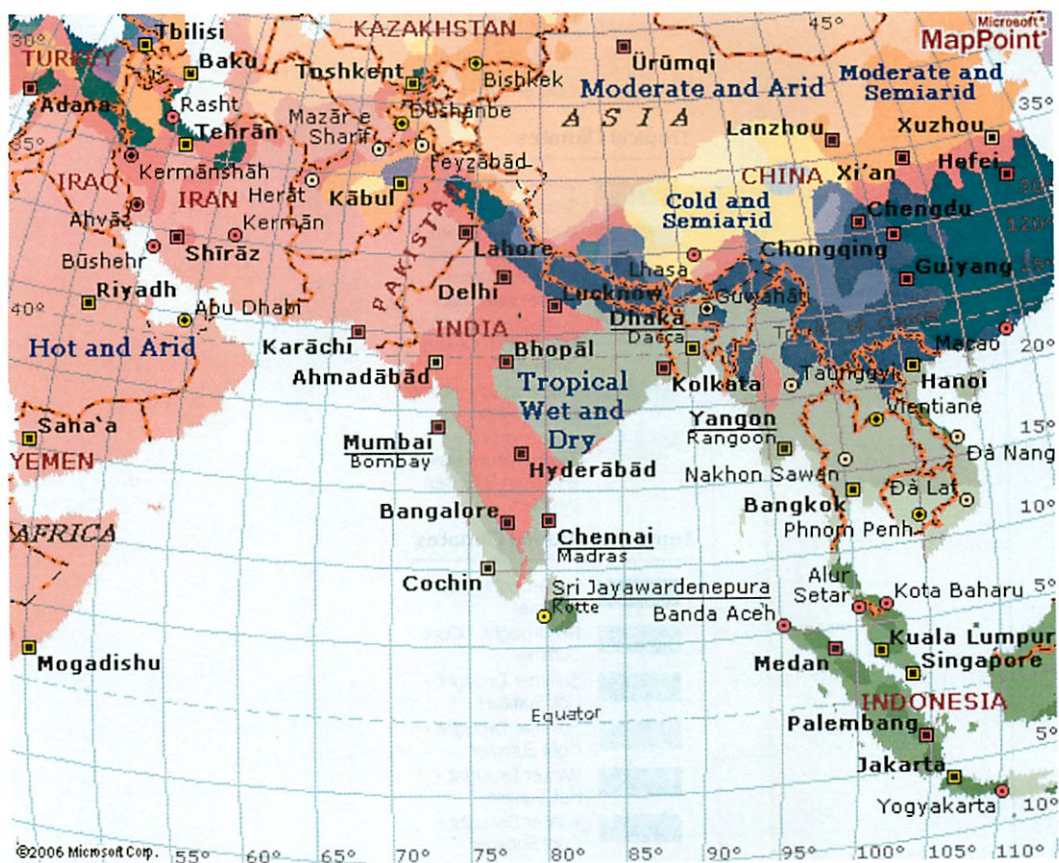 Microsoft®
MapPoint®
Tbilisi
KAZAKHSTAN
45°
30°
TURKEY
Baku
Toshkent
Bishkek
Ürümqi
Moderate and Arid
Moderate and
Semiarid
Adana
Rasht
Mazār-e
Sharīf
Dushanbe
ASIA
35°
Tehrān
Lanzhou
Xuzhou
35°
Feyzābād
Kermānshāh
Hefei
IRAQ
IRAN
Herāt
Kābul
CHINA
Xi'an
30°
Ahvāz
Kermān
PAKISTAN
Cold and
Semiarid
Chengdu
120°
Shīrāz
Lahore
Chongqing
Būshehr
Lhasa
25°
Riyadh
Delhi
Guiyang
Abu Dhabi
Lucknow
Guwahāti
40°
INDIA
Dhaka
Dacca
Tropic of Cancer
Macao
Hot and Arid
Karāchi
Bhopāl
20°
Ahmadābād
Tropical
Wet and
Dry
Kolkata
Taunggyi
Hanoi
Sana'a
Yangon
Rangoon
Vientiane
15°
YEMEN
Mumbai
Bombay
Hyderābād
Nakhon Sawan
Đà Nang
Bangalore
Bangkok
Đà Lat
10°
AFRICA
Chennai
Madras
Phnom Penh
Cochin
Alur
Setar
5°
Sri Jayawardenepura
Kotte
Kota Baharu
Banda Aceh
Mogadishu
Kuala Lumpur
Medan
Singapore
INDONESIA
Equator
Palembang
5°
Jakarta
Yogyakarta
10°
©2006 Microsoft Corp.
55°
60°
65°
70°
75°
80°
85°
90°
95°
100°
105°
110°